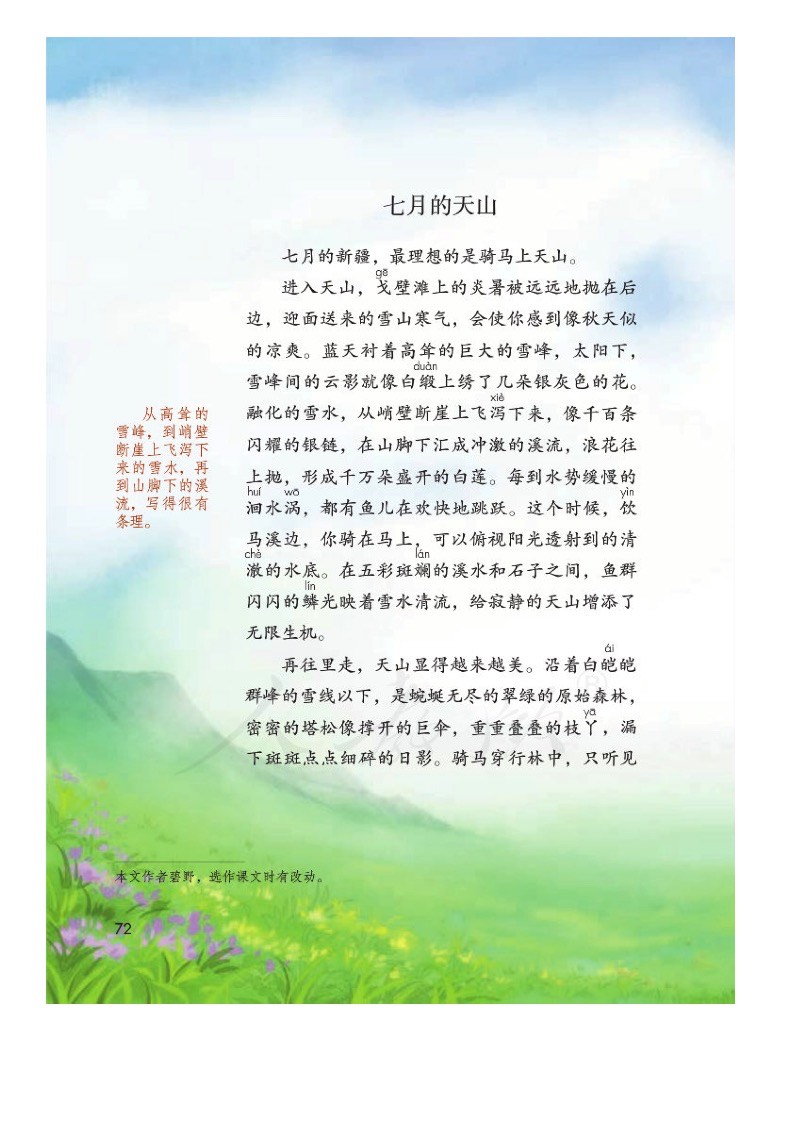 七月的天山
七月的新疆，最理想的是骑马上天山。
gē
进入天山，戈壁滩上的炎暑被远远地抛在后
边，迎面送来的雪山寒气，会使你感到像秋天似
的凉爽。蓝天衬着高耸的巨大的雪峰，太阳下，
duàn
雪峰间的云影就像白缎上绣了几朵银灰色的花。
xiè
融化的雪水，从峭壁断崖上飞泻下来，像千百条
闪耀的银链，在山脚下汇成冲激的溪流，浪花往
上抛，形成千万朵盛开的白莲。每到水势缓慢的
huí wō yìn
洄水涡，都有鱼儿在欢快地跳跃。这个时候，饮
马溪边，你骑在马上，可以俯视阳光透射到的清
chè lán
澈的水底。在五彩斑斓的溪水和石子之间，鱼群
lín
闪闪的鳞光映着雪水清流，给寂静的天山增添了
无限生机。
ái
再往里走，天山显得越来越美。沿着白皑皑
群峰的雪线以下，是蜿蜒无尽的翠绿的原始森林，
yā
密密的塔松像撑开的巨伞，重重叠叠的枝丫，漏
下斑斑点点细碎的日影。骑马穿行林中，只听见
从高耸的
雪峰，到峭壁
断崖上飞泻下
来的雪水，再
到山脚下的溪
流，写得很有
条理。
本文作者碧野，选作课文时有改动。
72